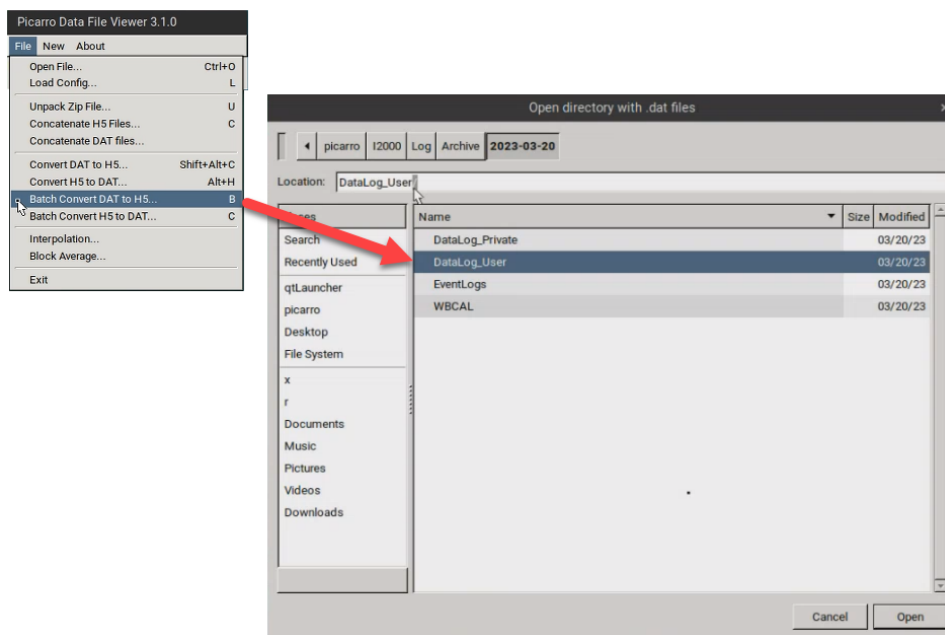 Picarro Data File Viewer 3.1.0
File New About
Open File... Ctrl+O
Load Config... L
Unpack Zip File... U
Concatenate H5 Files... C
Concatenate DAT files...
Convert DAT to H5... Shift+Alt+C
Convert H5 to DAT... Alt+H
Batch Convert DAT to H5... B
Batch Convert H5 to DAT... C
Interpolation...
Block Average...
Exit
Open directory with .dat files
picarro I2000 Log Archive 2023-03-20
Location: DataLog_User/
Name Size Modified
Search
Recently Used
qtLauncher
picarro
Desktop
File System
x
r
Documents
Music
Pictures
Videos
Downloads
DataLog_Private 03/20/23
DataLog_User 03/20/23
EventLogs 03/20/23
WBCAL 03/20/23
Cancel Open